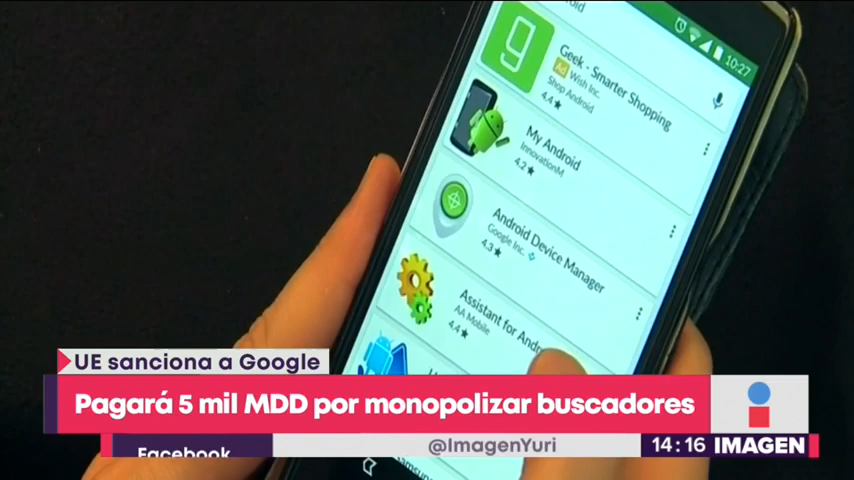 10:27
Geek - Smarter Shopping
Ad Wish Inc.
Shop Android
4.4★
My Android
InnovationM
4.2★
Android Device Manager
Google Inc.
4.3★
Assistant for Andro
AA Mobile
4.4★
UE sanciona a Google
Pagará 5 mil MDD por monopolizar buscadores
Facebook
@ImagenYuri
14:16 IMAGEN